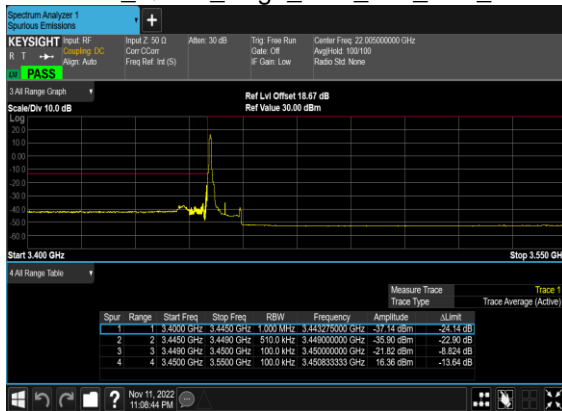 Spectrum Analyzer 1
Spurious Emissions
KEYSIGHT
R T
Input: RF
Coupling: DC
Align: Auto
Input Z: 50 Ω
Corr CCorr
Freq Ref: Int (S)
Atten: 30 dB
Trig: Free Run
Gate: Off
IF Gain: Low
Center Freq: 22.005000000 GHz
Avg|Hold: 100/100
Radio Std: None
PASS
3 All Range Graph
Scale/Div 10.0 dB
Ref Lvl Offset 18.67 dB
Ref Value 30.00 dBm
Log
20.0
10.0
0.00
-10.0
-20.0
-30.0
-40.0
-50.0
-60.0
Start 3.400 GHz
Stop 3.550 GHz
4 All Range Table
Measure Trace Trace 1
Trace Type Trace Average (Active)
Spur Range Start Freq Stop Freq RBW Frequency Amplitude ΔLimit
1 1 3.4000 GHz 3.4450 GHz 1.000 MHz 3.443275000 GHz -37.14 dBm -24.14 dB
2 2 3.4450 GHz 3.4490 GHz 510.0 kHz 3.449000000 GHz -35.90 dBm -22.90 dB
3 3 3.4490 GHz 3.4500 GHz 100.0 kHz 3.450000000 GHz -21.82 dBm -8.824 dB
4 4 3.4500 GHz 3.5500 GHz 100.0 kHz 3.450833333 GHz 16.36 dBm -13.64 dB
Nov 11, 2022
11:08:44 PM